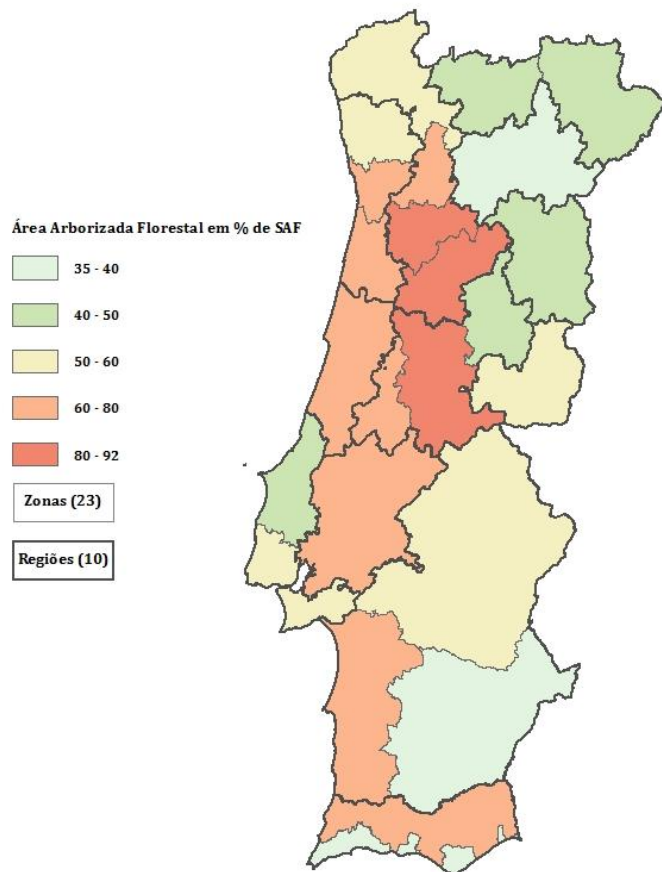 Área Arborizada Florestal em % de SAF
35 - 40
40 - 50
50 - 60
60 - 80
80 - 92
Zonas (23)
Regiões (10)